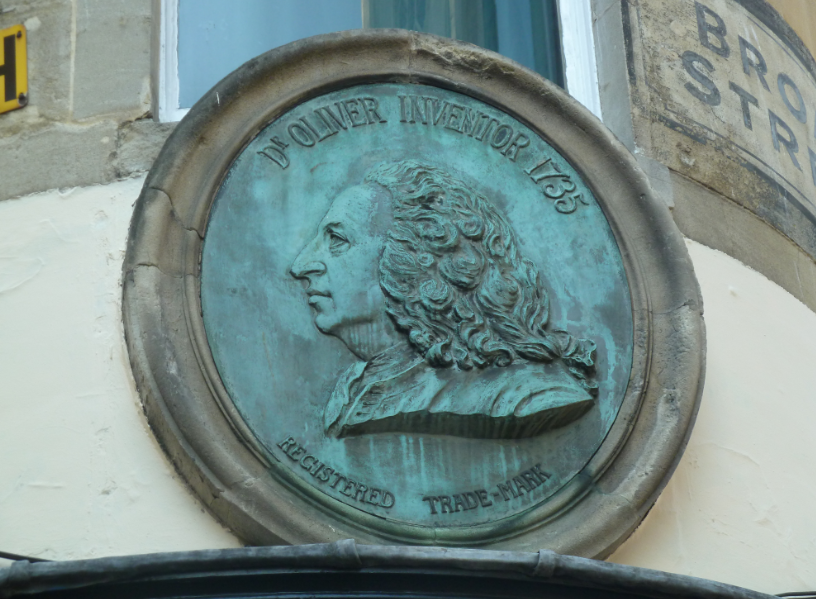 H
BRO
STRE
Dr OLIVER INVENTOR 1735
REGISTERED TRADE-MARK